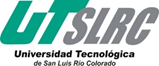 UTSLRC
Universidad Tecnológica
de San Luis Río Colorado